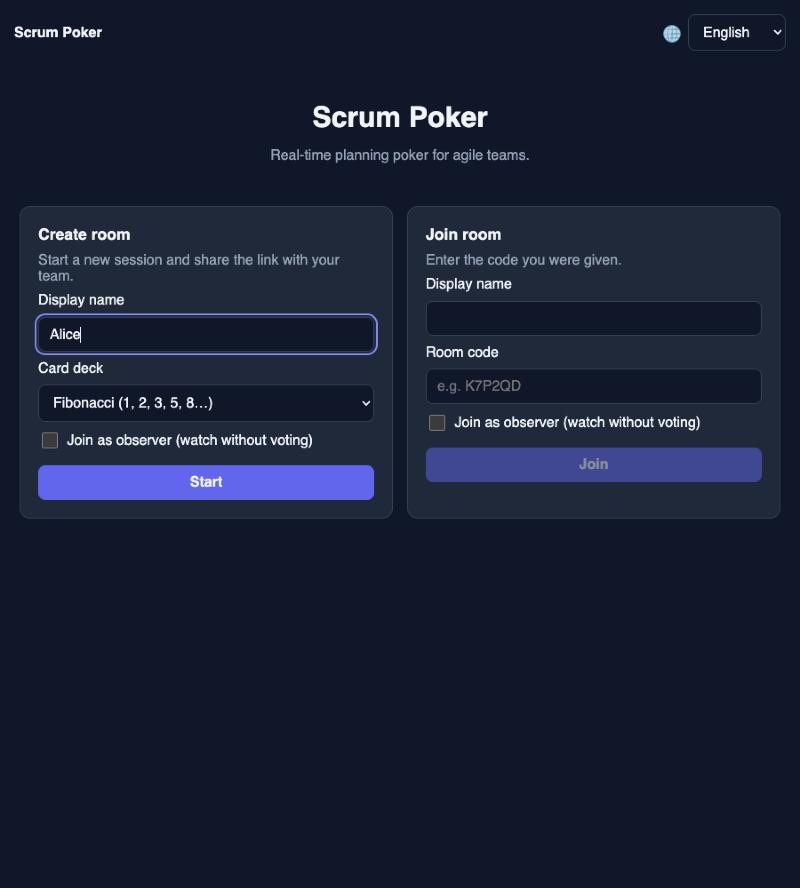 Scrum Poker
English
Scrum Poker
Real-time planning poker for agile teams.
Create room
Start a new session and share the link with your
team.
Display name
Alice
Card deck
Fibonacci (1, 2, 3, 5, 8…)
Join as observer (watch without voting)
Start
Join room
Enter the code you were given.
Display name
Room code
e.g. K7P2QD
Join as observer (watch without voting)
Join